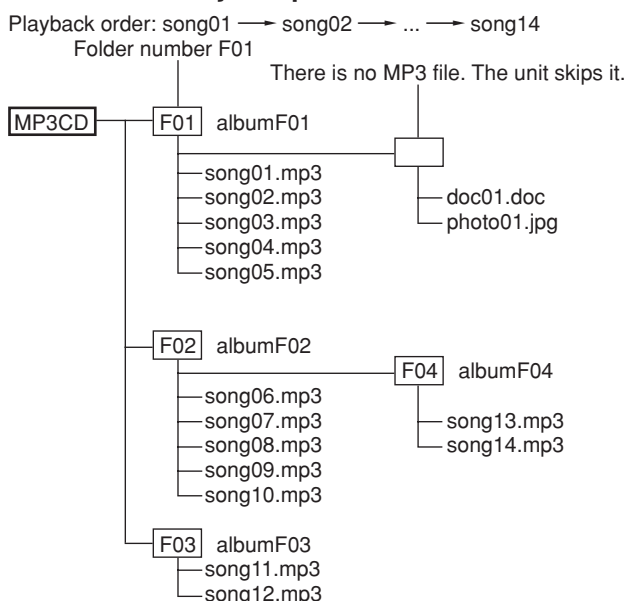 Playback order: song01 → song02 → ... → song14
Folder number F01
There is no MP3 file. The unit skips it.
MP3CD
F01 albumF01
song01.mp3
song02.mp3
song03.mp3
song04.mp3
song05.mp3
doc01.doc
photo01.jpg
F02 albumF02
song06.mp3
song07.mp3
song08.mp3
song09.mp3
song10.mp3
F04 albumF04
song13.mp3
song14.mp3
F03 albumF03
song11.mp3
song12.mp3